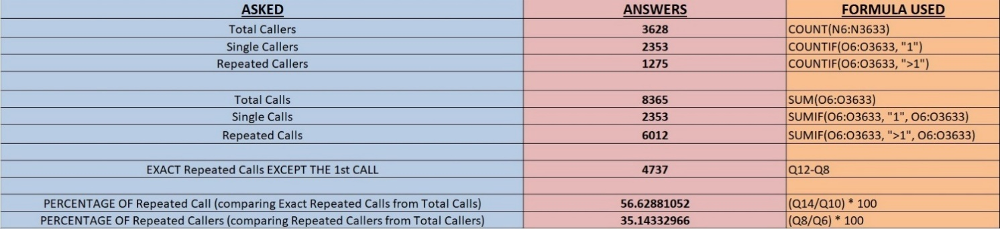 ASKED ANSWERS FORMULA USED
Total Callers 3628 COUNT(N6:N3633)
Single Callers 2353 COUNTIF(O6:O3633, "1")
Repeated Callers 1275 COUNTIF(O6:O3633, ">1")
Total Calls 8365 SUM(O6:O3633)
Single Calls 2353 SUMIF(O6:O3633, "1", O6:O3633)
Repeated Calls 6012 SUMIF(O6:O3633, ">1", O6:O3633)
EXACT Repeated Calls EXCEPT THE 1st CALL 4737 Q12-Q8
PERCENTAGE OF Repeated Call (comparing Exact Repeated Calls from Total Calls) 56.62881052 (Q14/Q10) * 100
PERCENTAGE OF Repeated Callers (comparing Repeated Callers from Total Callers) 35.14332966 (Q8/Q6) * 100